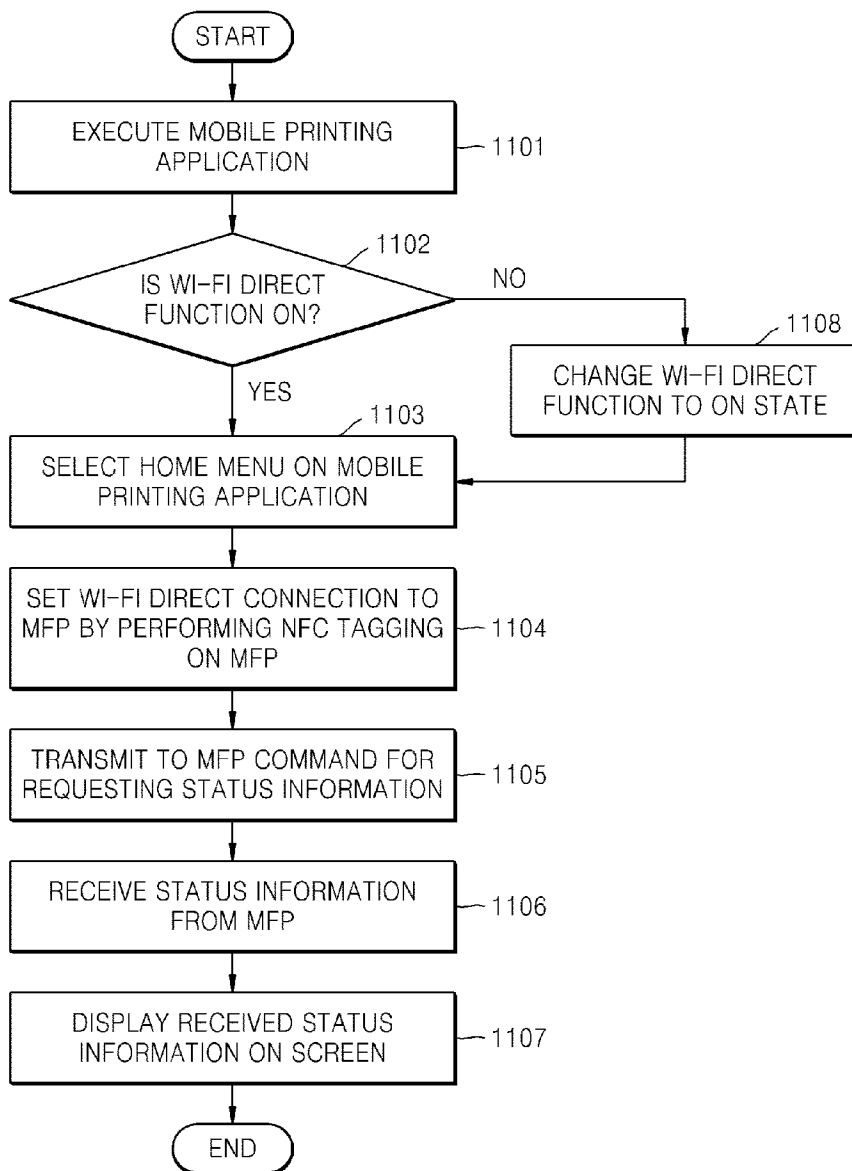 START
EXECUTE MOBILE PRINTING
APPLICATION
1101
1102
IS WI-FI DIRECT
FUNCTION ON?
NO
YES
1108
CHANGE WI-FI DIRECT
FUNCTION TO ON STATE
1103
SELECT HOME MENU ON MOBILE
PRINTING APPLICATION
SET WI-FI DIRECT CONNECTION TO
MFP BY PERFORMING NFC TAGGING
ON MFP
1104
TRANSMIT TO MFP COMMAND FOR
REQUESTING STATUS INFORMATION
1105
RECEIVE STATUS INFORMATION
FROM MFP
1106
DISPLAY RECEIVED STATUS
INFORMATION ON SCREEN
1107
END